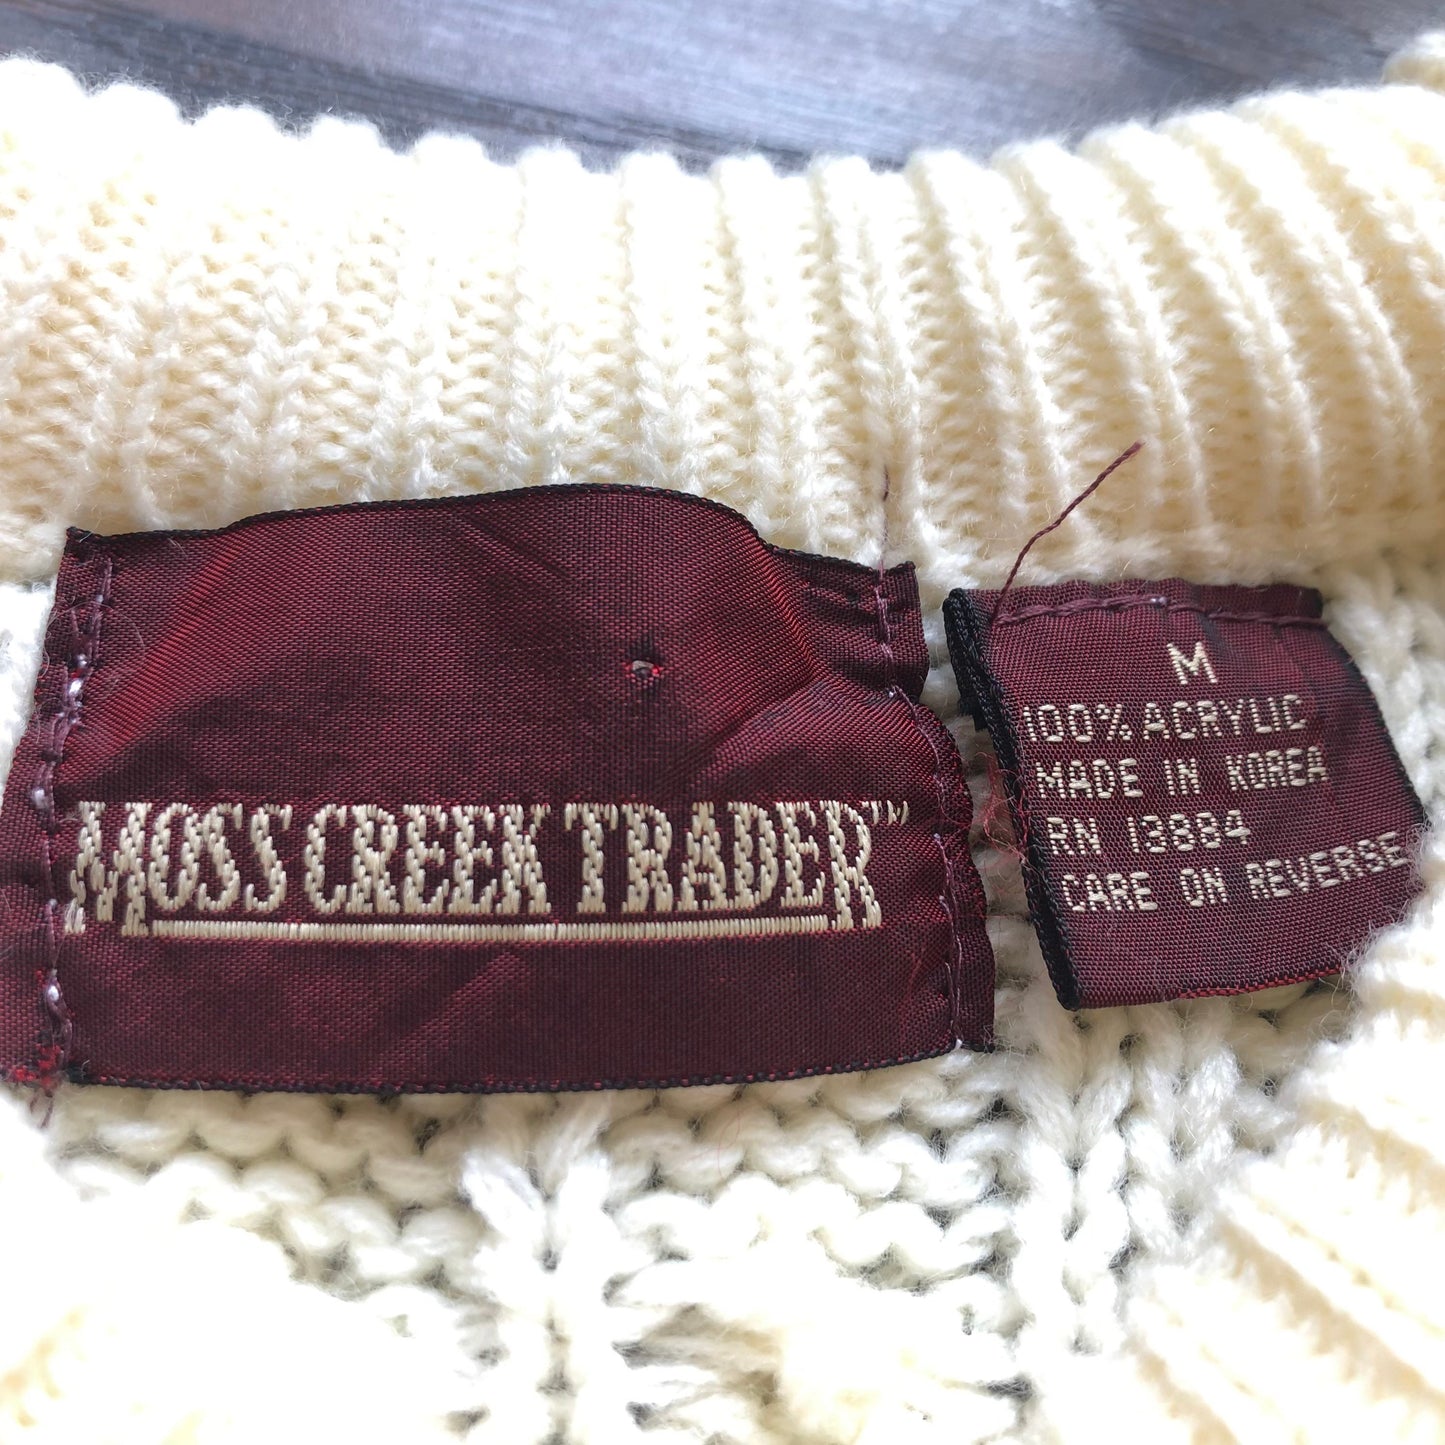 MOSS CREEK TRADER™
M
100% ACRYLIC
MADE IN KOREA
RN 13884
CARE ON REVERSE